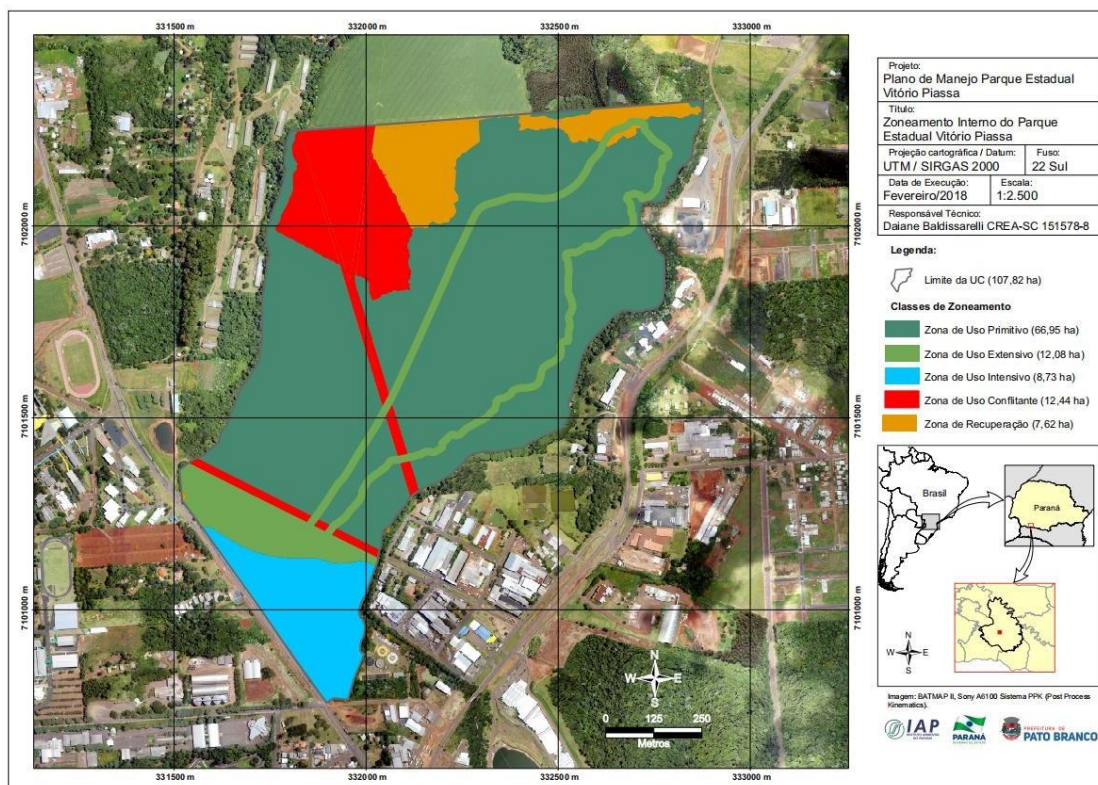 331500 m
332000 m
332500 m
333000 m
7102000 m
7101500 m
7101000 m
7102000 m
7101500 m
7101000 m
331500 m
332000 m
332500 m
333000 m
N
W E
S
0 125 250
Metros
Projeto:
Plano de Manejo Parque Estadual
Vitório Piassa
Título:
Zoneamento Interno do Parque
Estadual Vitório Piassa
Projeção cartográfica / Datum:
UTM / SIRGAS 2000
Fuso:
22 Sul
Data de Execução:
Fevereiro/2018
Escala:
1:2.500
Responsável Técnico:
Daiane Baldissarelli CREA-SC 151578-8
Legenda:
Limite da UC (107,82 ha)
Classes de Zoneamento
Zona de Uso Primitivo (66,95 ha)
Zona de Uso Extensivo (12,08 ha)
Zona de Uso Intensivo (8,73 ha)
Zona de Uso Conflitante (12,44 ha)
Zona de Recuperação (7,62 ha)
Brasil
Paraná
N
W E
S
Imagem: BATMAP II, Sony A6100 Sistema PPK (Post Process
Kinematics).
IAP
PARANÁ
PREFEITURA DE
PATO BRANCO